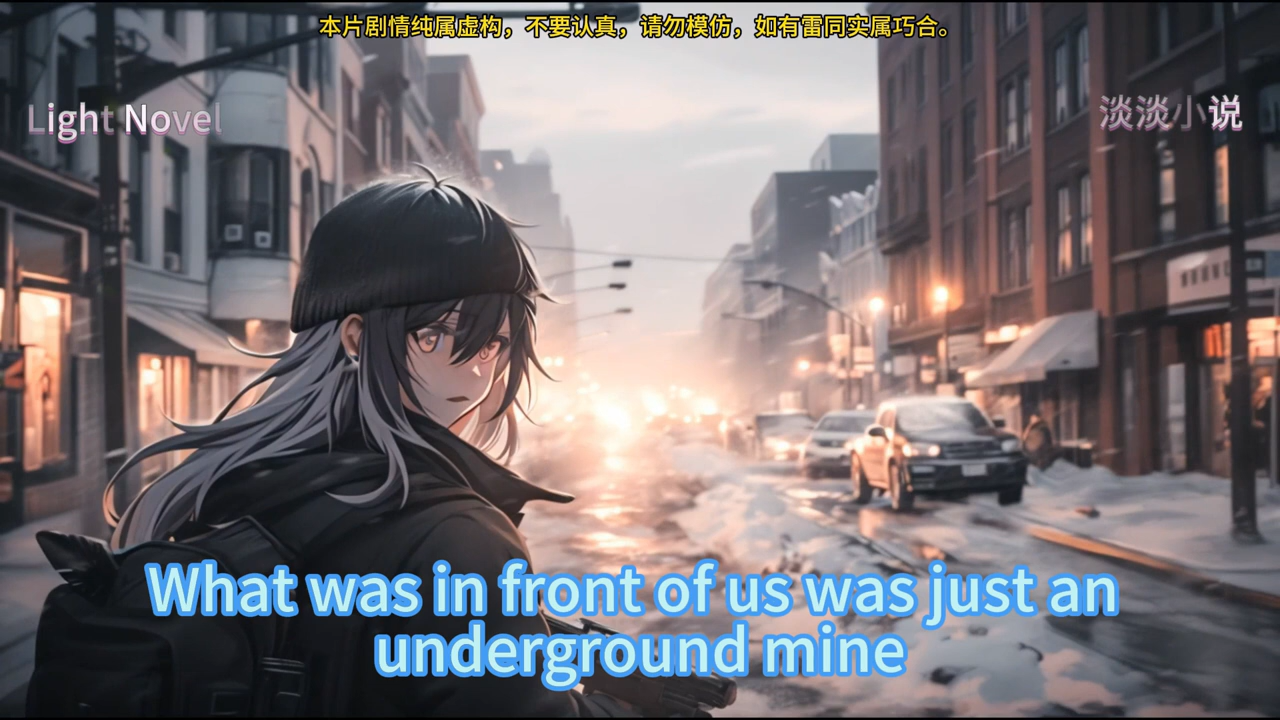 本片剧情纯属虚构，不要认真，请勿模仿，如有雷同实属巧合。
Light Novel
淡淡小说
What was in front of us was just an
underground mine